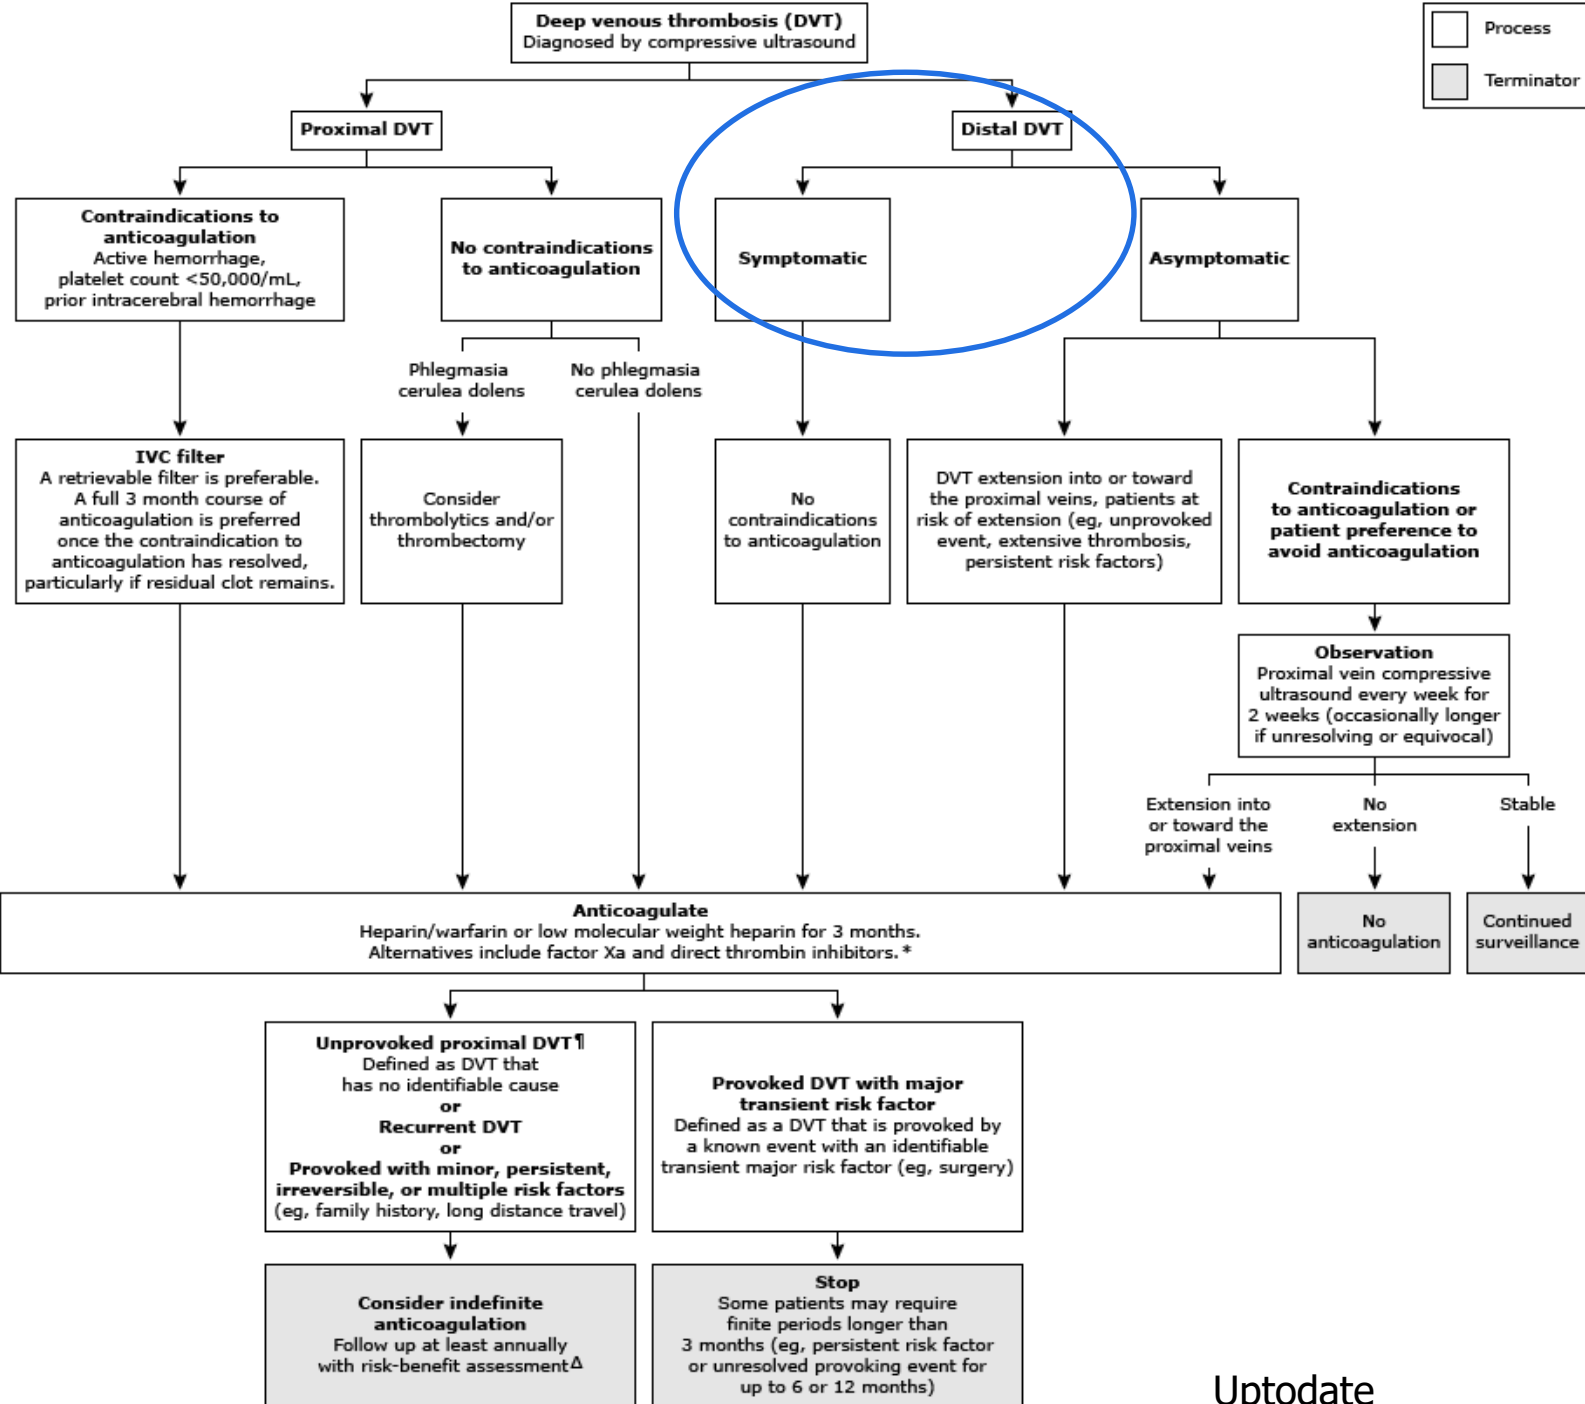 Deep venous thrombosis (DVT)
Diagnosed by compressive ultrasound
Process
Terminator
Proximal DVT
Distal DVT
Contraindications to
anticoagulation
Active hemorrhage,
platelet count <50,000/mL,
prior intracerebral hemorrhage
No contraindications
to anticoagulation
Symptomatic
Asymptomatic
Phlegmasia
cerulea dolens
No phlegmasia
cerulea dolens
IVC filter
A retrievable filter is preferable.
A full 3 month course of
anticoagulation is preferred
once the contraindication to
anticoagulation has resolved,
particularly if residual clot remains.
Consider
thrombolytics and/or
thrombectomy
No
contraindications
to anticoagulation
DVT extension into or toward
the proximal veins, patients at
risk of extension (eg, unprovoked
event, extensive thrombosis,
persistent risk factors)
Contraindications
to anticoagulation or
patient preference to
avoid anticoagulation
Observation
Proximal vein compressive
ultrasound every week for
2 weeks (occasionally longer
if unresolving or equivocal)
Extension into
or toward the
proximal veins
No
extension
Stable
Anticoagulate
Heparin/warfarin or low molecular weight heparin for 3 months.
Alternatives include factor Xa and direct thrombin inhibitors.*
No
anticoagulation
Continued
surveillance
Unprovoked proximal DVT¶
Defined as DVT that
has no identifiable cause
or
Recurrent DVT
or
Provoked with minor, persistent,
irreversible, or multiple risk factors
(eg, family history, long distance travel)
Provoked DVT with major
transient risk factor
Defined as a DVT that is provoked by
a known event with an identifiable
transient major risk factor (eg, surgery)
Consider indefinite
anticoagulation
Follow up at least annually
with risk-benefit assessmentΔ
Stop
Some patients may require
finite periods longer than
3 months (eg, persistent risk factor
or unresolved provoking event for
up to 6 or 12 months)
Uptodate